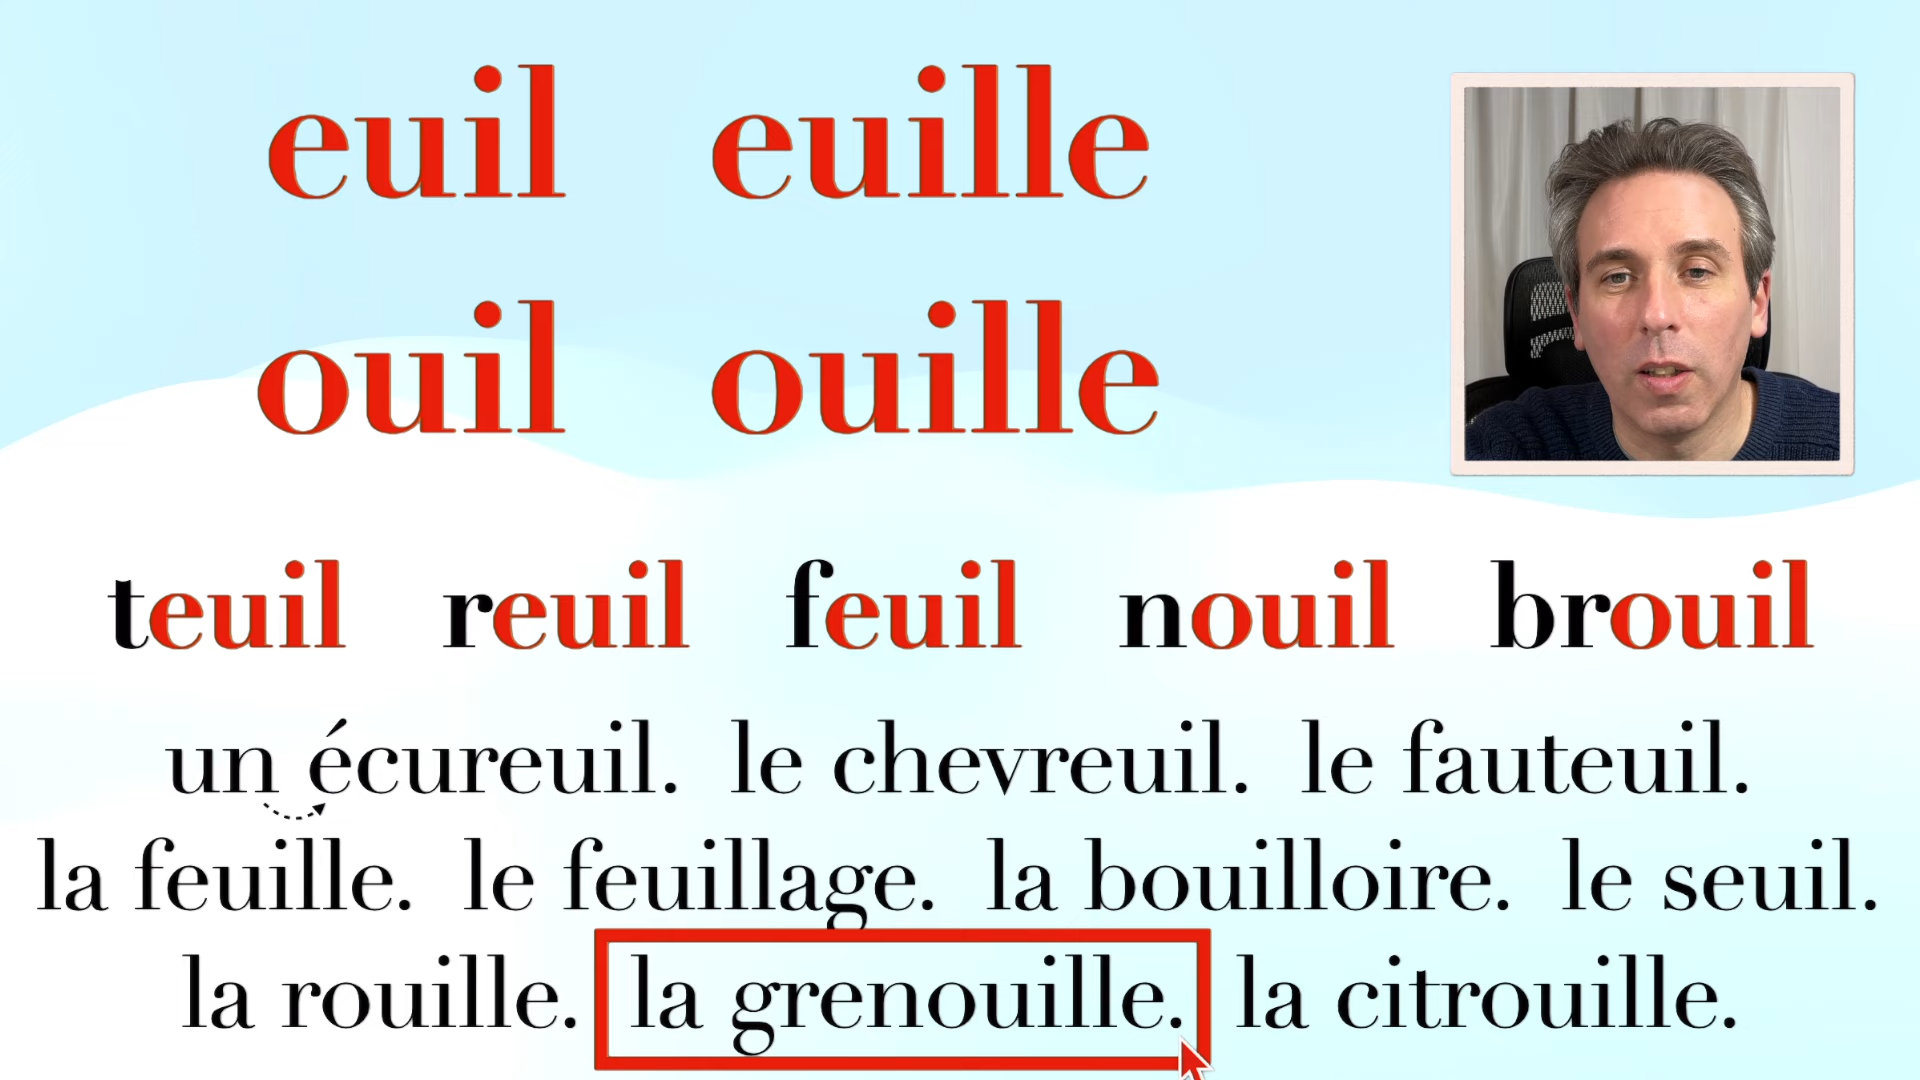 euil euille
ouil ouille
teuil reuil feuil nouil brouil
un écureuil. le chevreuil. le fauteuil.
la feuille. le feuillage. la bouilloire. le seuil.
la rouille. la grenouille. la citrouille.